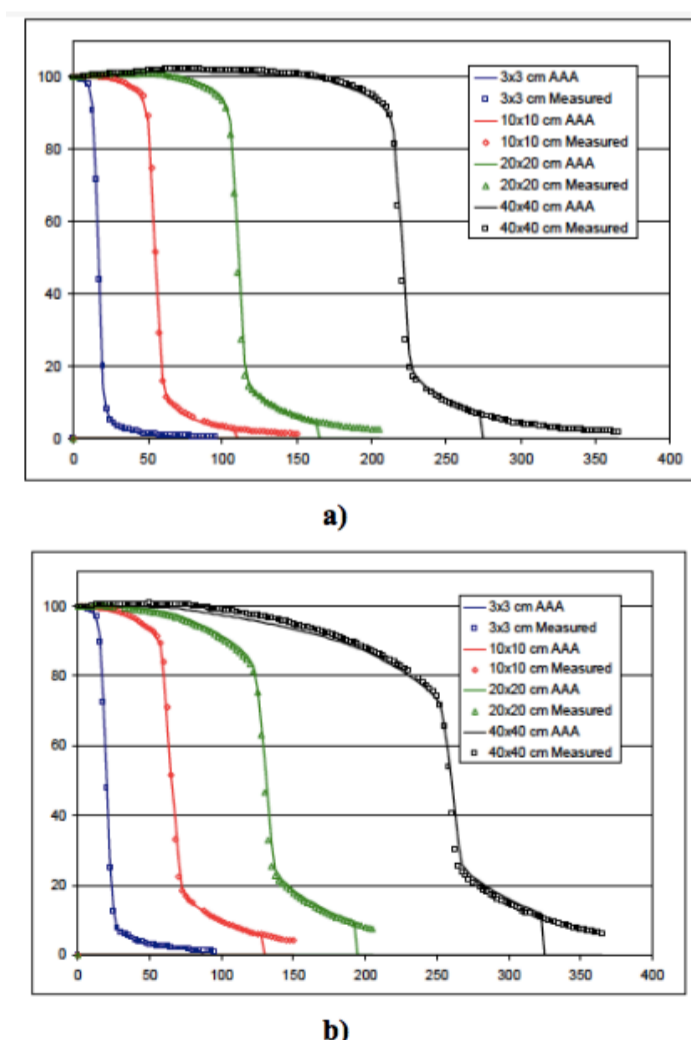 100
80
60
40
20
0
0 50 100 150 200 250 300 350 400
3x3 cm AAA
3x3 cm Measured
10x10 cm AAA
10x10 cm Measured
20x20 cm AAA
20x20 cm Measured
40x40 cm AAA
40x40 cm Measured
a)
100
80
60
40
20
0
0 50 100 150 200 250 300 350 400
3x3 cm AAA
3x3 cm Measured
10x10 cm AAA
10x10 cm Measured
20x20 cm AAA
20x20 cm Measured
40x40 cm AAA
40x40 cm Measured
b)